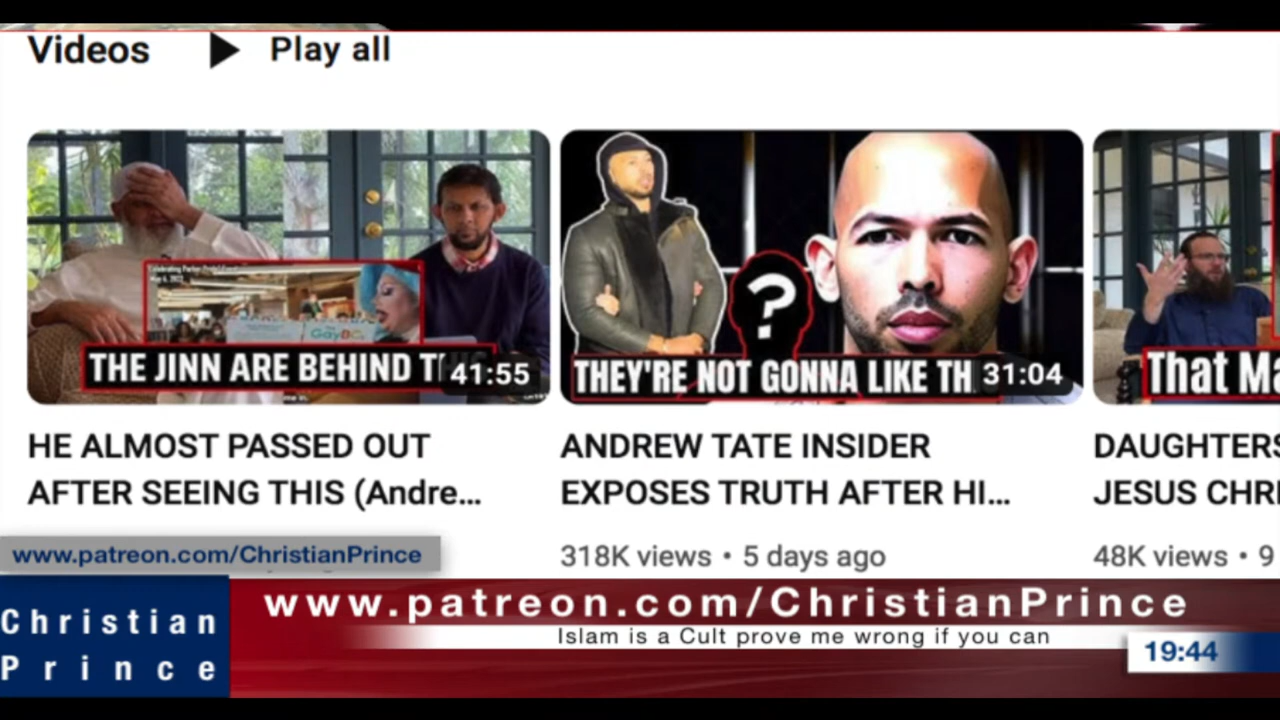 Videos ▶ Play all
THE JINN ARE BEHIND
41:55
THEY'RE NOT GONNA LIKE TH
31:04
That Ma
HE ALMOST PASSED OUT
AFTER SEEING THIS (Andre...
ANDREW TATE INSIDER
EXPOSES TRUTH AFTER HI...
DAUGHTERS
JESUS CHRI
318K views • 5 days ago
48K views • 9
www.patreon.com/ChristianPrince
Christian
Prince
www.patreon.com/ChristianPrince
Islam is a Cult prove me wrong if you can
19:44